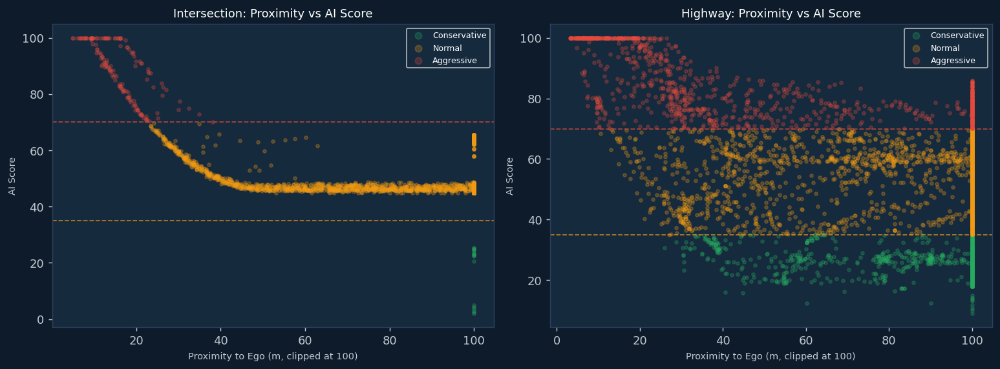 Intersection: Proximity vs AI Score
AI Score
100
80
60
40
20
0
Conservative
Normal
Aggressive
20
40
60
80
100
Proximity to Ego (m, clipped at 100)
Highway: Proximity vs AI Score
AI Score
100
80
60
40
20
Conservative
Normal
Aggressive
0
20
40
60
80
100
Proximity to Ego (m, clipped at 100)